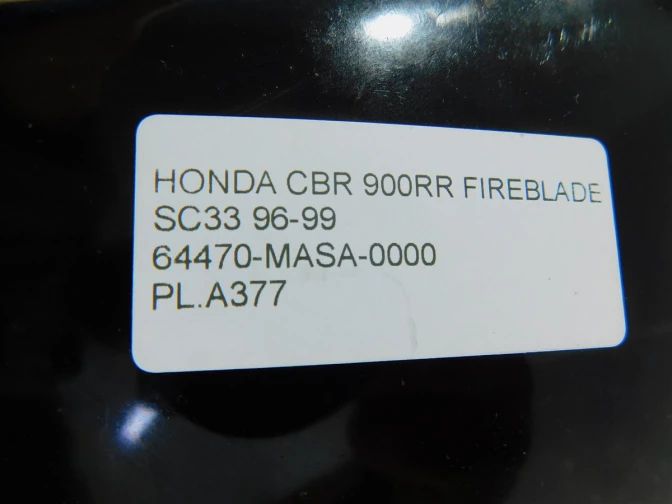 HONDA CBR 900RR FIREBLADE
SC33 96-99
64470-MASA-0000
PL.A377